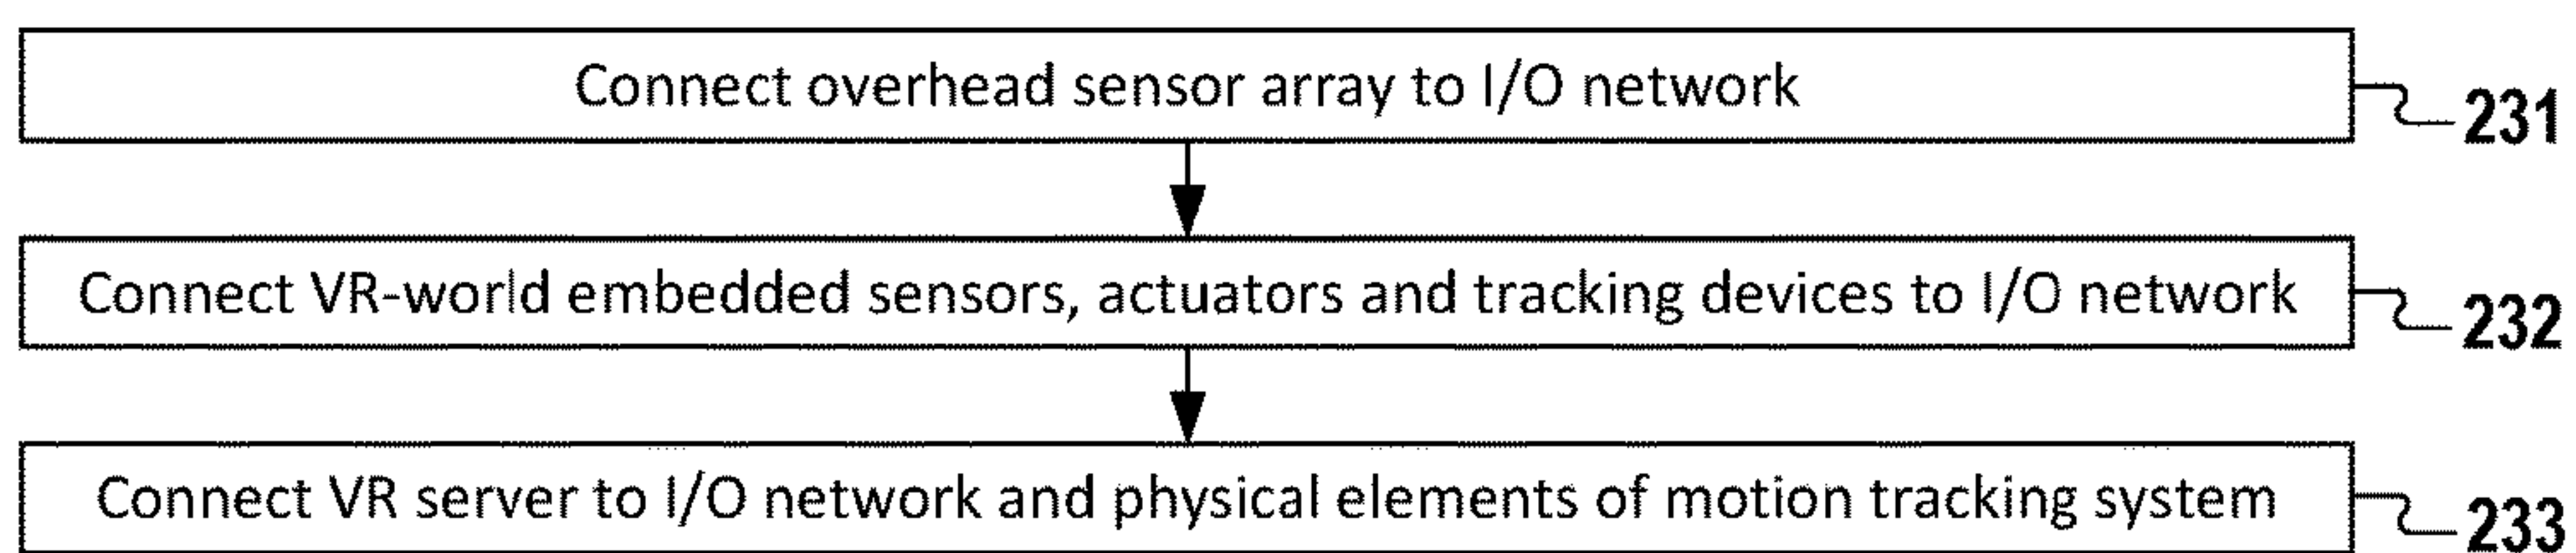 Connect overhead sensor array to I/O network
231
Connect VR-world embedded sensors, actuators and tracking devices to I/O network
232
Connect VR server to I/O network and physical elements of motion tracking system
233